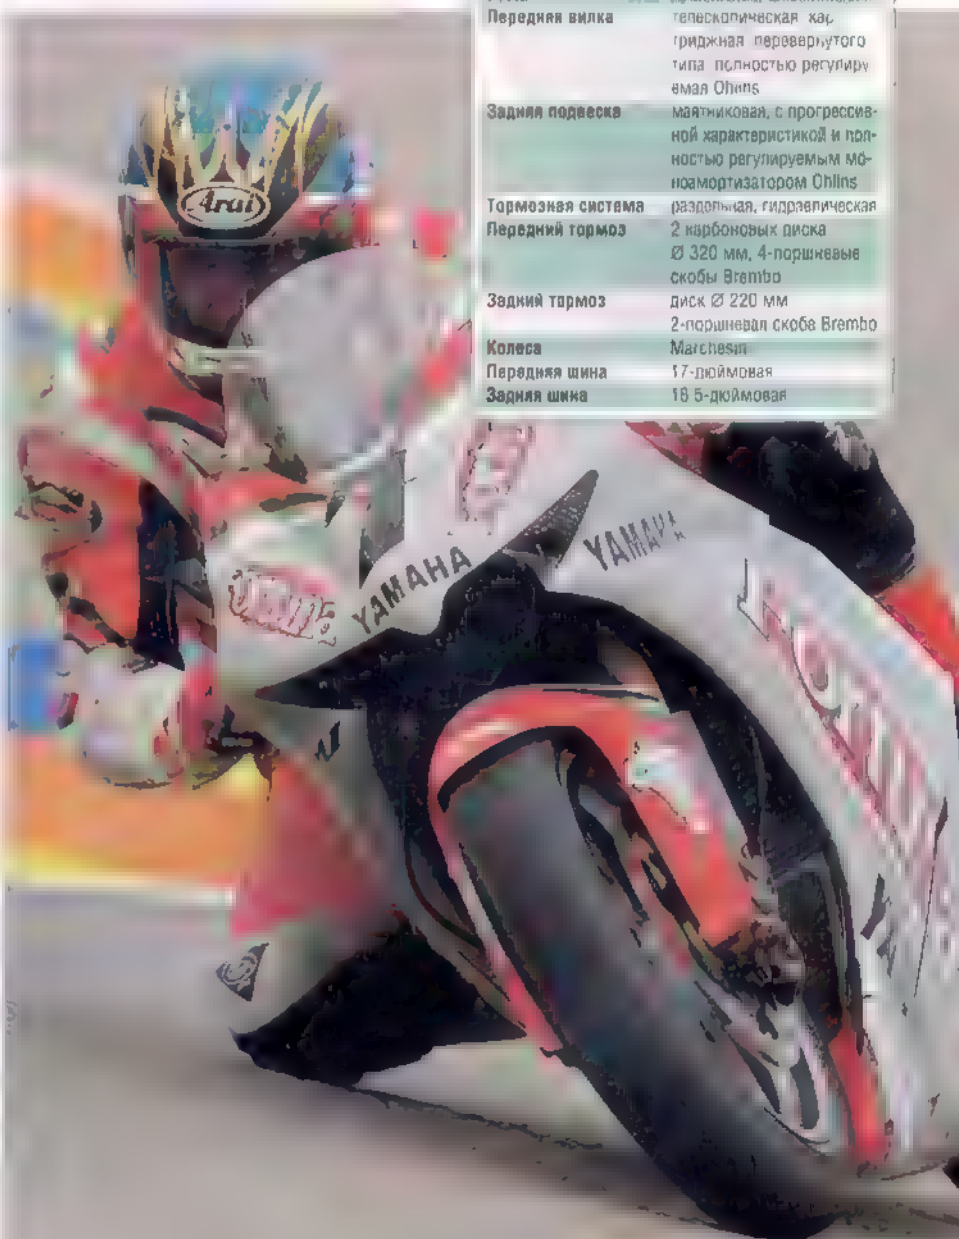 Передняя вилка телескопическая кар
триджная перевернутого
типа полностью регулиру
емая Ohlins
Задняя подвеска маятниковая, с прогрессив-
ной характеристикой и пол-
ностью регулируемым мо-
ноамортизатором Ohlins
Тормозная система раздельная, гидравлическая
Передний тормоз 2 карбоновых диска
Ø 320 мм, 4-поршневые
скобы Brembo
Задний тормоз диск Ø 220 мм
2-поршневая скоба Brembo
Колеса Marchesini
Передняя шина 17-дюймовая
Задняя шина 16 5-дюймовая
Arai
YAMAHA
YAMAHA